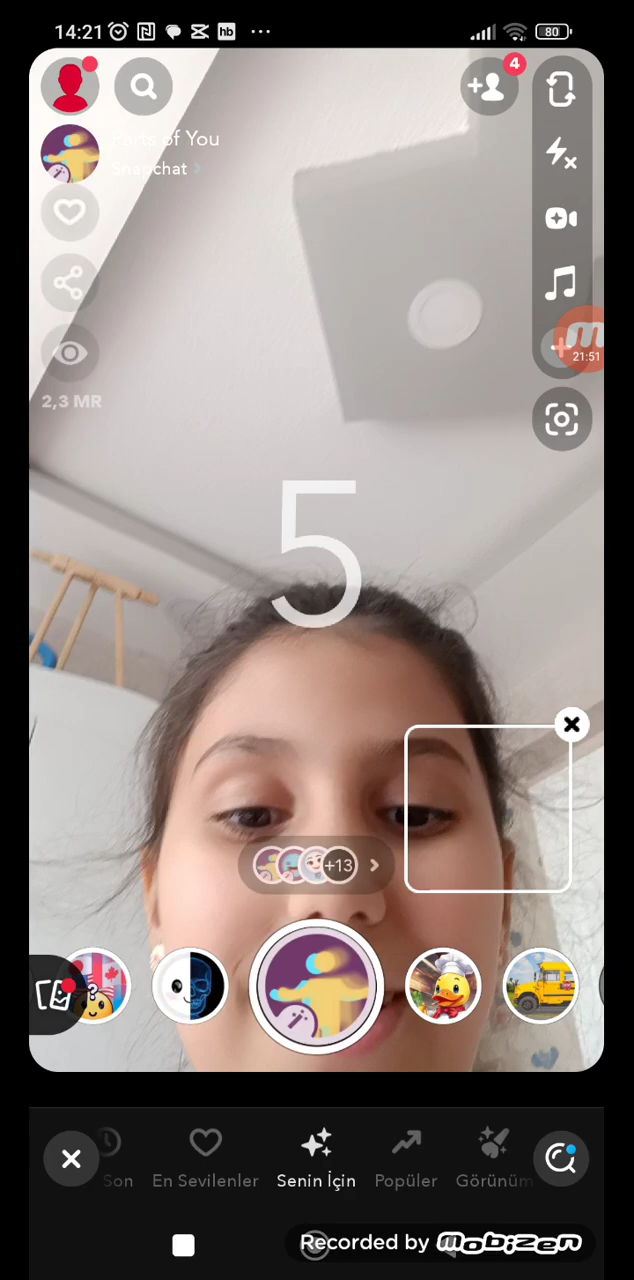 14:21
hb
80
4
Parts of You
Snapchat
21:51
2,3 MR
5
+13
Son
En Sevilenler
Senin İçin
Popüler
Görünüm
Recorded by mobizen